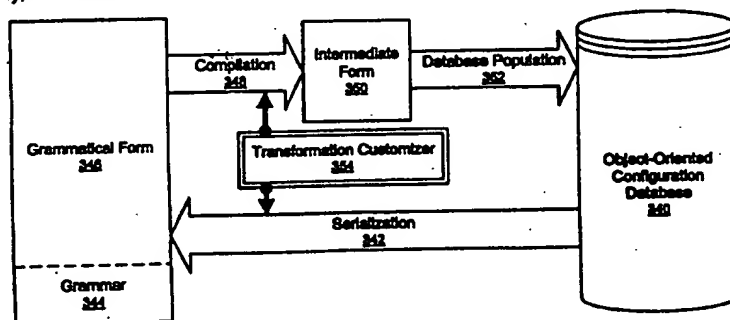 Compilation
348
Intermediate
Form
350
Database Population
352
Grammatical Form
346
Transformation Customizer
354
Object-Oriented
Configuration
Database
340
Serialization
342
Grammar
344